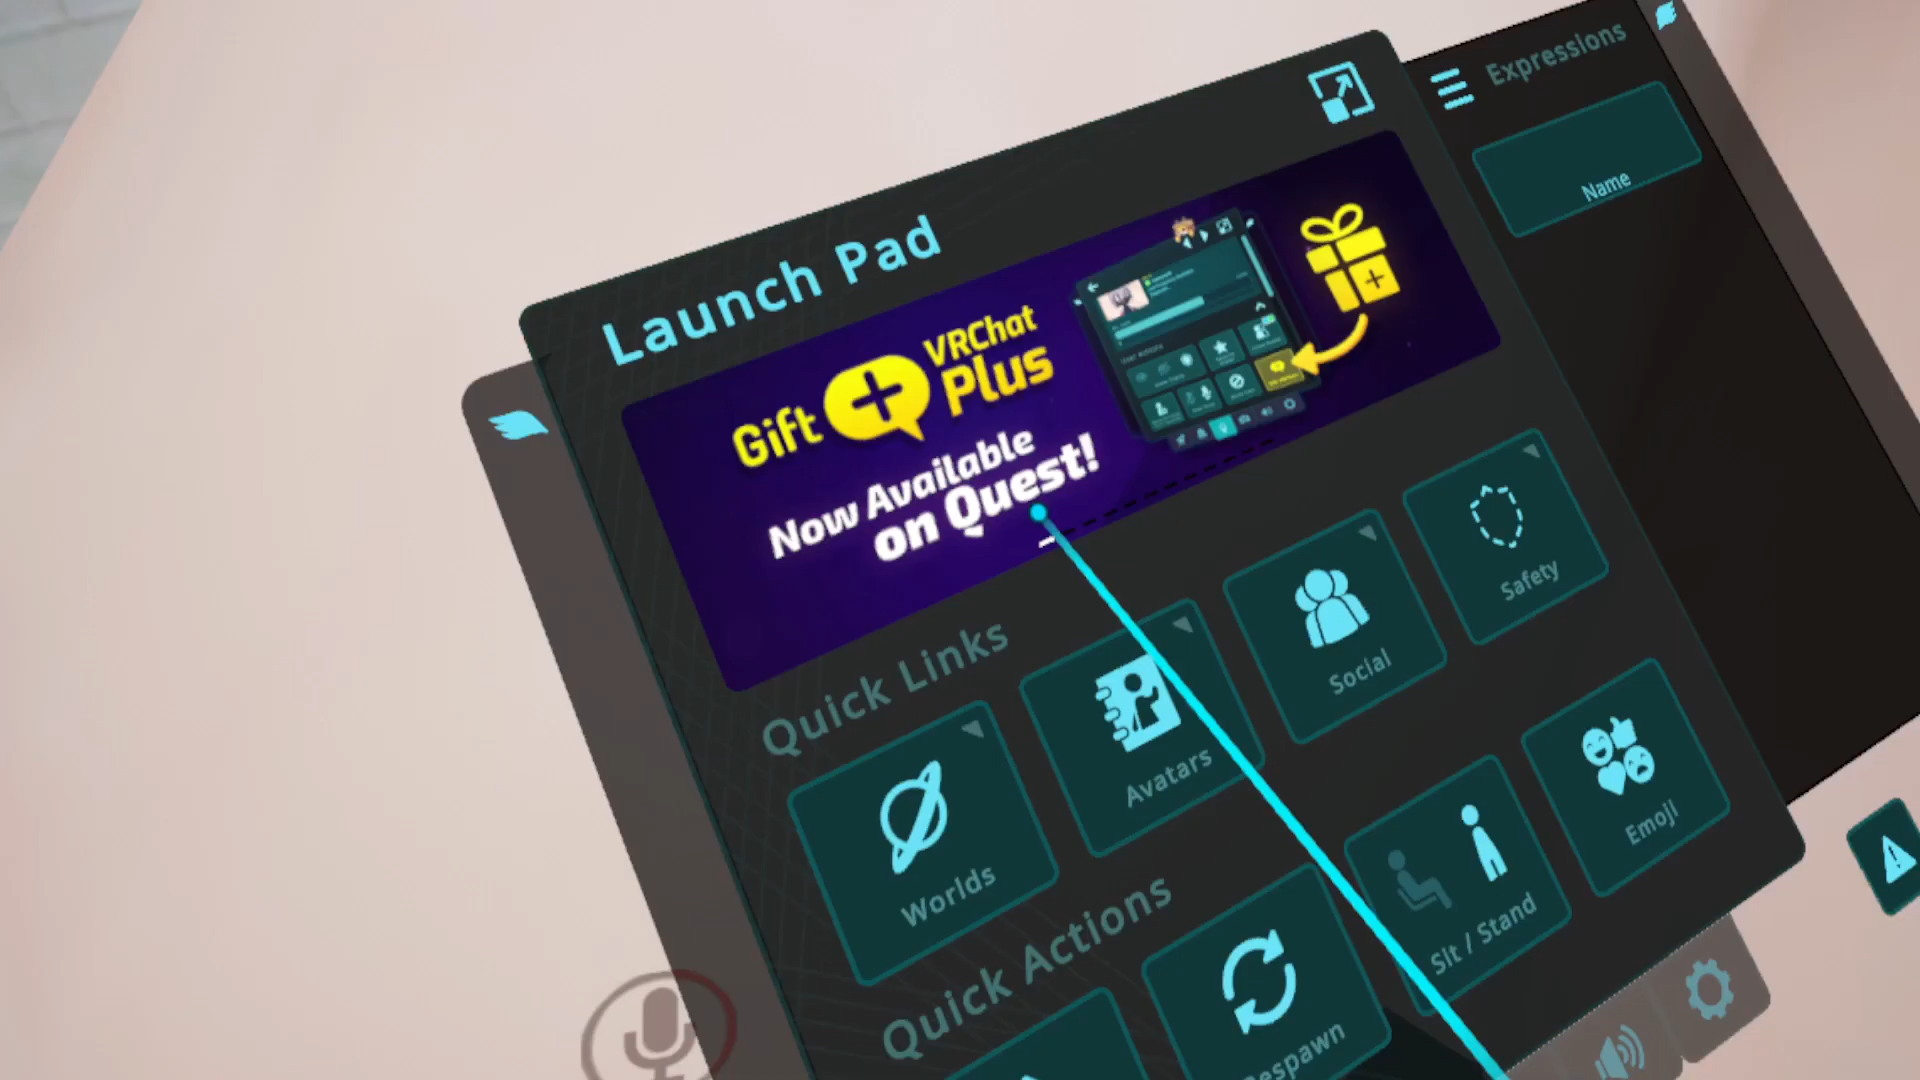 Launch Pad
Expressions
Name
Gift
VRChat
Plus
Now Available
on Quest!
Quick Links
Worlds
Avatars
Social
Safety
Quick Actions
Respawn
Sit / Stand
Emoji